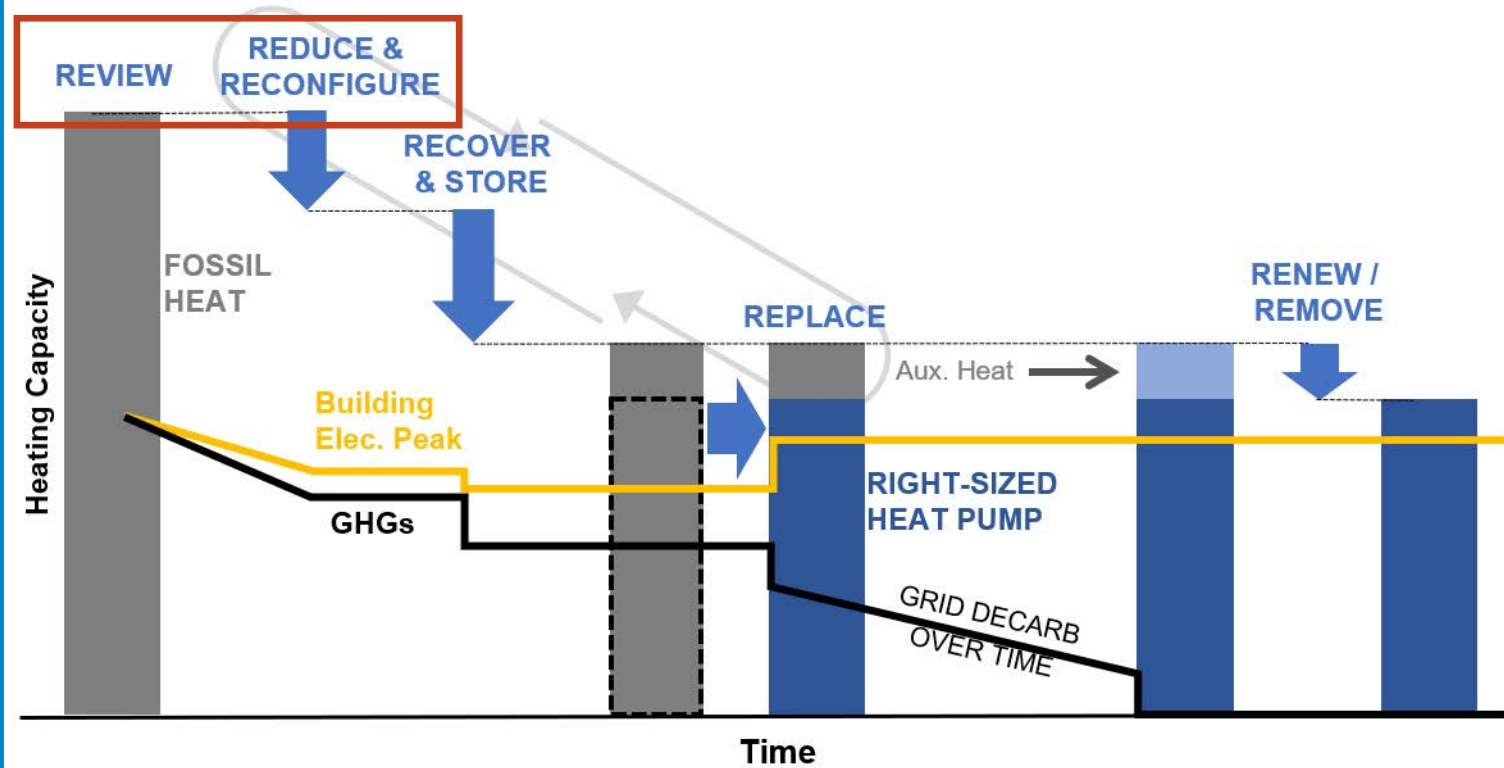 REVIEW
REDUCE &
RECONFIGURE
RECOVER
& STORE
FOSSIL
HEAT
RENEW /
REMOVE
REPLACE
Aux. Heat
Building
Elec. Peak
RIGHT-SIZED
HEAT PUMP
GHGs
GRID DECARB
OVER TIME
Heating Capacity
Time